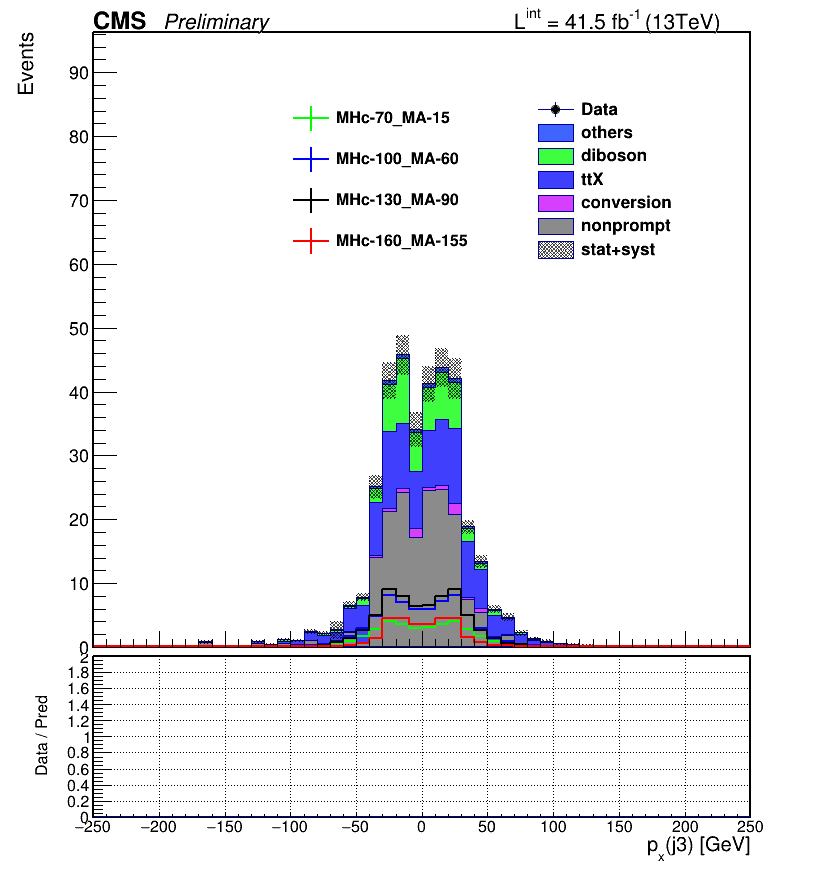 CMS Preliminary
L^int = 41.5 fb^-1 (13TeV)
Events
90
80
70
60
50
40
30
20
10
0
MHc-70_MA-15
MHc-100_MA-60
MHc-130_MA-90
MHc-160_MA-155
Data
others
diboson
ttX
conversion
nonprompt
stat+syst
Data / Pred
2
1.8
1.6
1.4
1.2
1
0.8
0.6
0.4
0.2
0
−250 −200 −150 −100 −50 0 50 100 150 200 250
p_x(j3) [GeV]